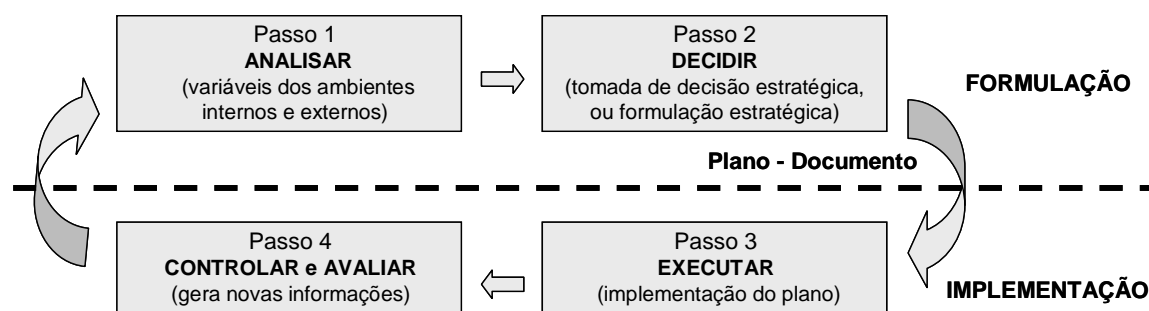 Passo 1
ANALISAR
(variáveis dos ambientes
internos e externos)
Passo 2
DECIDIR
(tomada de decisão estratégica,
ou formulação estratégica)
FORMULAÇÃO
Plano - Documento
Passo 4
CONTROLAR e AVALIAR
(gera novas informações)
Passo 3
EXECUTAR
(implementação do plano)
IMPLEMENTAÇÃO